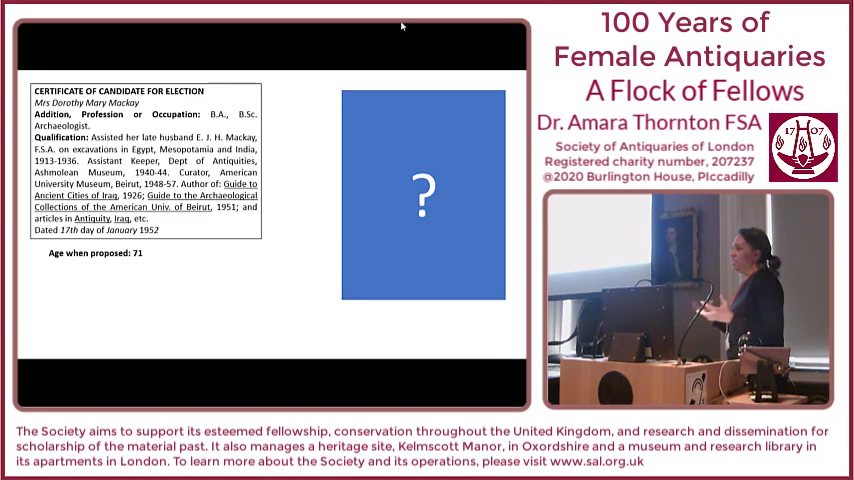 100 Years of
Female Antiquaries
A Flock of Fellows
Dr. Amara Thornton FSA
Society of Antiquaries of London
Registered charity number, 207237
@2020 Burlington House, PIccadilly
17 07
CERTIFICATE OF CANDIDATE FOR ELECTION
Mrs Dorothy Mary Mackay
Addition, Profession or Occupation: B.A., B.Sc.
Archaeologist.
Qualification: Assisted her late husband E. J. H. Mackay,
F.S.A. on excavations in Egypt, Mesopotamia and India,
1913-1936. Assistant Keeper, Dept of Antiquities,
Ashmolean Museum, 1940-44. Curator, American
University Museum, Beirut, 1948-57. Author of: Guide to
Ancient Cities of Iraq, 1926; Guide to the Archaeological
Collections of the American Univ. of Beirut, 1951; and
articles in Antiquity, Iraq, etc.
Dated 17th day of January 1952
Age when proposed: 71
?
The Society aims to support its esteemed fellowship, conservation throughout the United Kingdom, and research and dissemination for
scholarship of the material past. It also manages a heritage site, Kelmscott Manor, in Oxordshire and a museum and research library in
its apartments in London. To learn more about the Society and its operations, please visit www.sal.org.uk